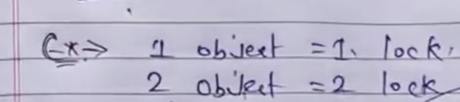 Ex→ 1 object = 1. lock.
2 object = 2 lock